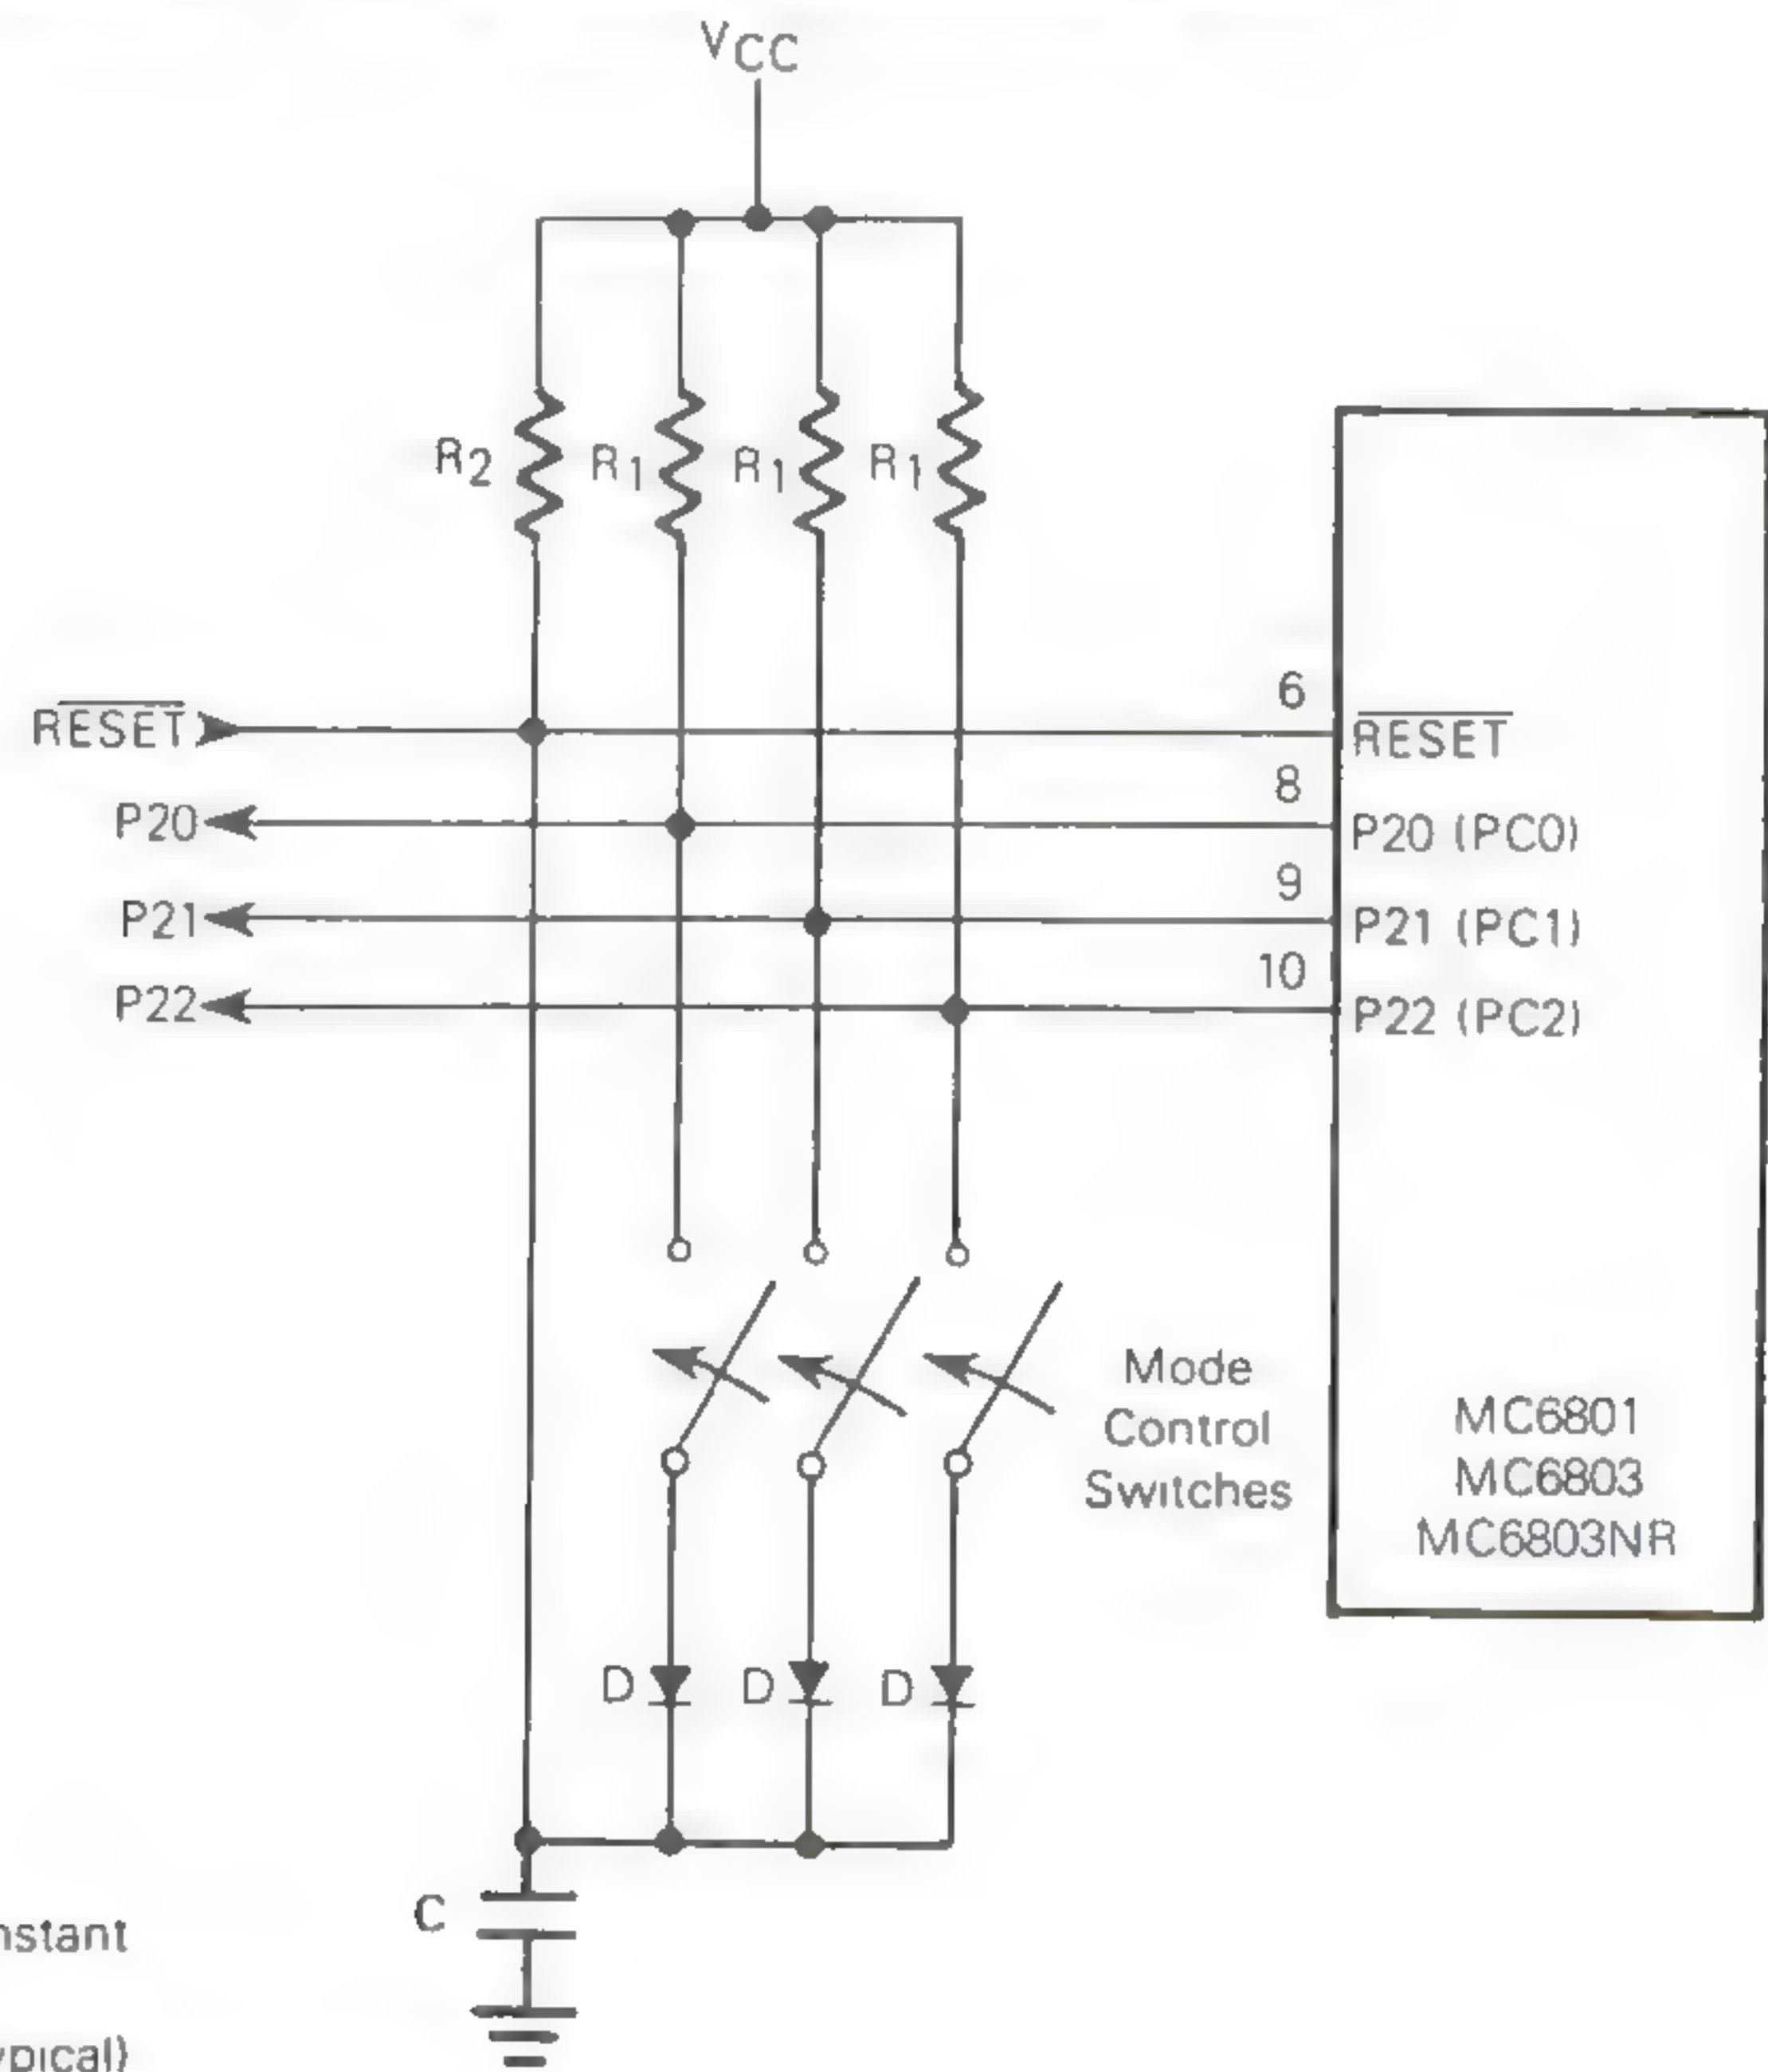 VCC
R2
R1
R1
R1
6
RESET
RESET
8
P20
P20 (PC0)
9
P21
P21 (PC1)
10
P22
P22 (PC2)
Mode
Control
Switches
MC6801
MC6803
MC6803NR
D
D
D
C